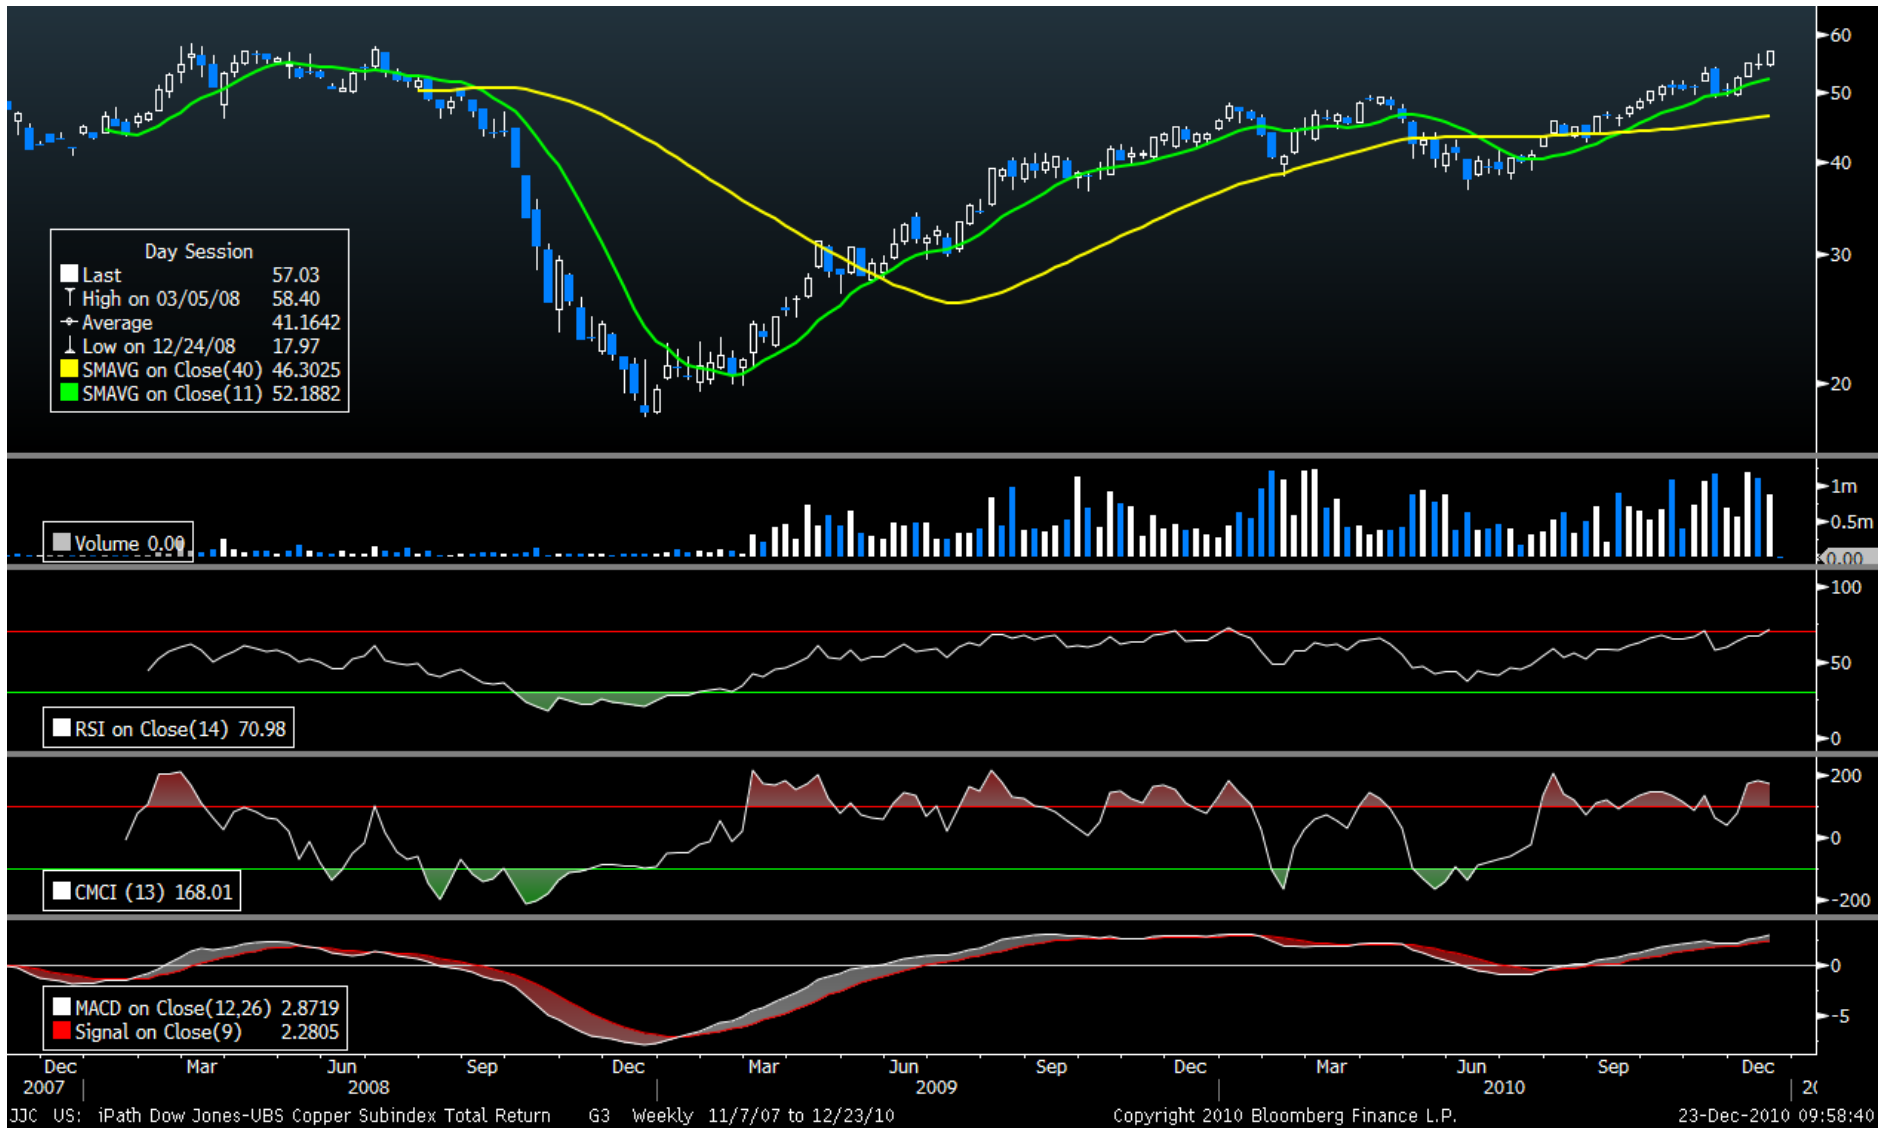 60
50
40
30
20
Day Session
Last 57.03
High on 03/05/08 58.40
Average 41.1642
Low on 12/24/08 17.97
SMAVG on Close(40) 46.3025
SMAVG on Close(11) 52.1882
1m
0.5m
0.00
Volume 0.00
100
50
0
RSI on Close(14) 70.98
200
0
-200
CMCI (13) 168.01
0
-5
MACD on Close(12,26) 2.8719
Signal on Close(9) 2.2805
Dec Mar Jun Sep Dec Mar Jun Sep Dec Mar Jun Sep Dec
2007 2008 2009 2010
JJC US: iPath Dow Jones-UBS Copper Subindex Total Return G3 Weekly 11/7/07 to 12/23/10 Copyright 2010 Bloomberg Finance L.P. 23-Dec-2010 09:58:40